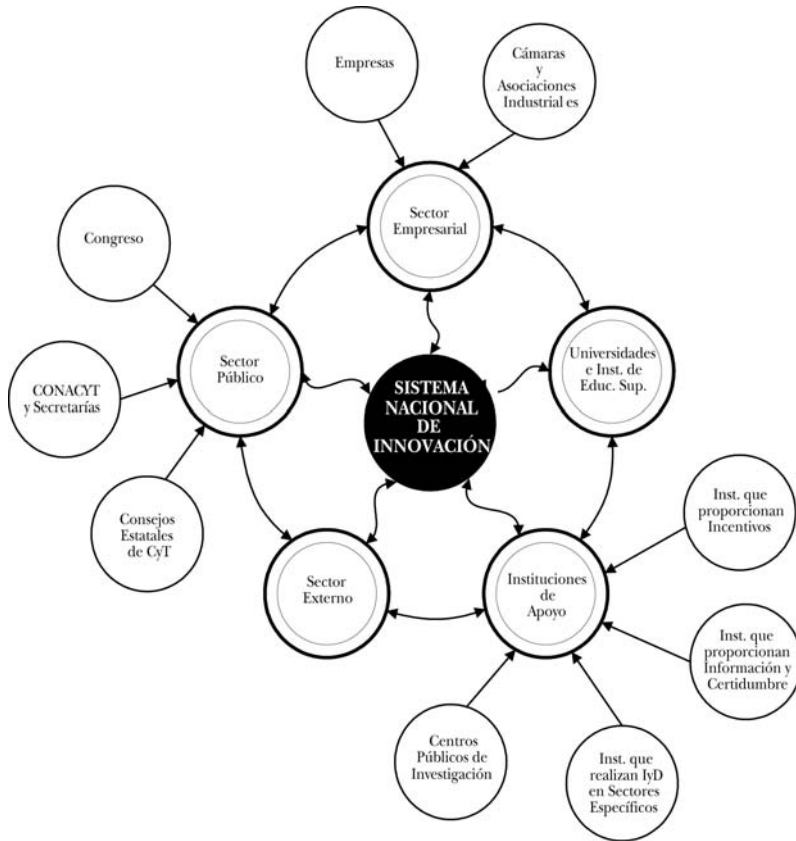 Empresas
Cámaras
y
Asociaciones
Industrial es
Sector
Empresarial
Congreso
Sector
Público
Universidades
e Inst. de
Educ. Sup.
CONACYT
y Secretarías
SISTEMA
NACIONAL
DE
INNOVACIÓN
Consejos
Estatales
de CyT
Inst. que
proporcionan
Incentivos
Sector
Externo
Instituciones
de
Apoyo
Inst. que
proporcionan
Información y
Certidumbre
Centros
Públicos de
Investigación
Inst. que
realizan IyD
en Sectores
Específicos